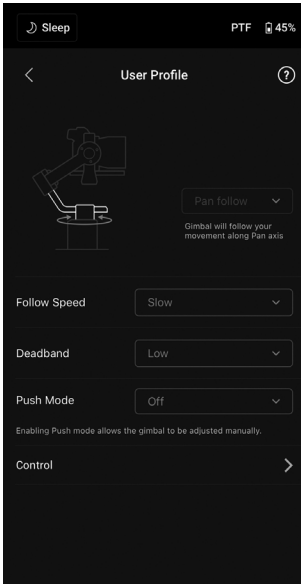 Sleep PTF 45%
User Profile ?
Pan follow
Gimbal will follow your
movement along Pan axis
Follow Speed Slow
Deadband Low
Push Mode Off
Enabling Push mode allows the gimbal to be adjusted manually.
Control